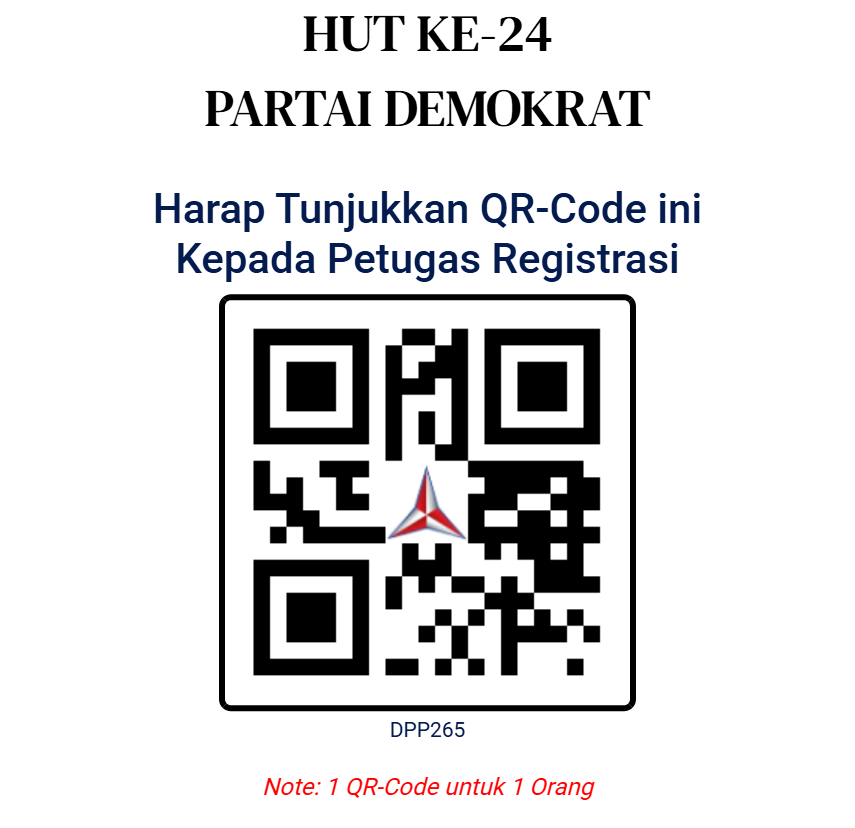 HUT KE-24
PARTAI DEMOKRAT
Harap Tunjukkan QR-Code ini
Kepada Petugas Registrasi
DPP265
Note: 1 QR-Code untuk 1 Orang